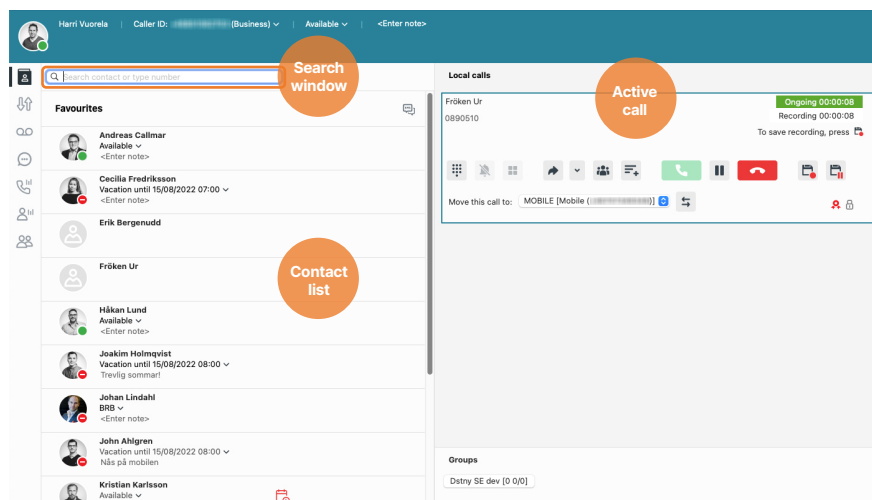 Harri Vuorela | Caller ID: (Business) | Available | <Enter note>
Search contact or type number
Search window
Favourites
Andreas Callmar
Available
<Enter note>
Cecilia Fredriksson
Vacation until 15/08/2022 07:00
<Enter note>
Erik Bergenudd
Fröken Ur
Contact list
Håkan Lund
Available
<Enter note>
Joakim Holmqvist
Vacation until 15/08/2022 08:00
Trevlig sommar!
Johan Lindahl
BRB
<Enter note>
John Ahlgren
Vacation until 15/08/2022 08:00
Nås på mobilen
Kristian Karlsson
Available
Local calls
Active call
Fröken Ur
0890510
Ongoing 00:00:08
Recording 00:00:08
To save recording, press
Move this call to: MOBILE [Mobile ( )]
Groups
Dstny SE dev [0 0/0]